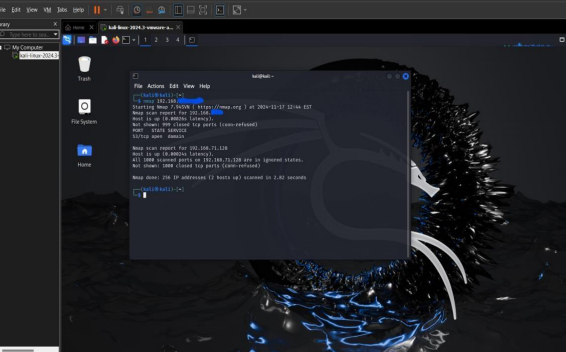 File Edit View VM Tabs Help
Library
Type here to s...
My Computer
kali-linux-2024.3-
Home
kali-linux-2024.3-vmware-a...
1 2 3 4
Trash
File System
Home
kali@kali: ~
File Actions Edit View Help
(kali㉿kali)-[~]
$ nmap 192.168.
Starting Nmap 7.94SVN ( https://nmap.org ) at 2024-11-17 12:44 EST
Nmap scan report for 192.168.
Host is up (0.00026s latency).
Not shown: 999 closed tcp ports (conn-refused)
PORT STATE SERVICE
53/tcp open domain
Nmap scan report for 192.168.71.128
Host is up (0.00024s latency).
All 1000 scanned ports on 192.168.71.128 are in ignored states.
Not shown: 1000 closed tcp ports (conn-refused)
Nmap done: 256 IP addresses (2 hosts up) scanned in 2.82 seconds
(kali㉿kali)-[~]
$